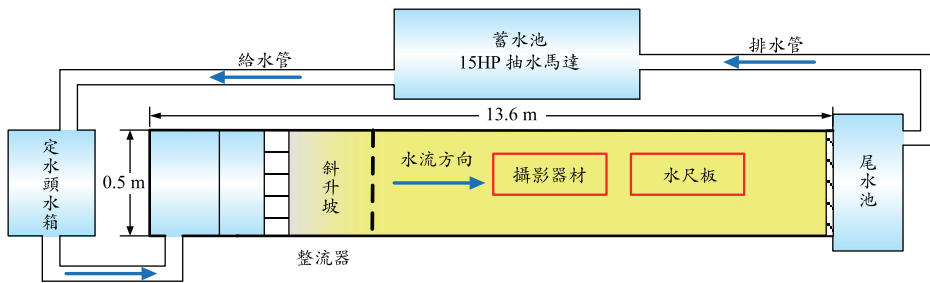 蓄水池
15HP 抽水馬達
給水管
排水管
13.6 m
定水頭水箱
0.5 m
斜升坡
水流方向
攝影器材
水尺板
尾水池
整流器